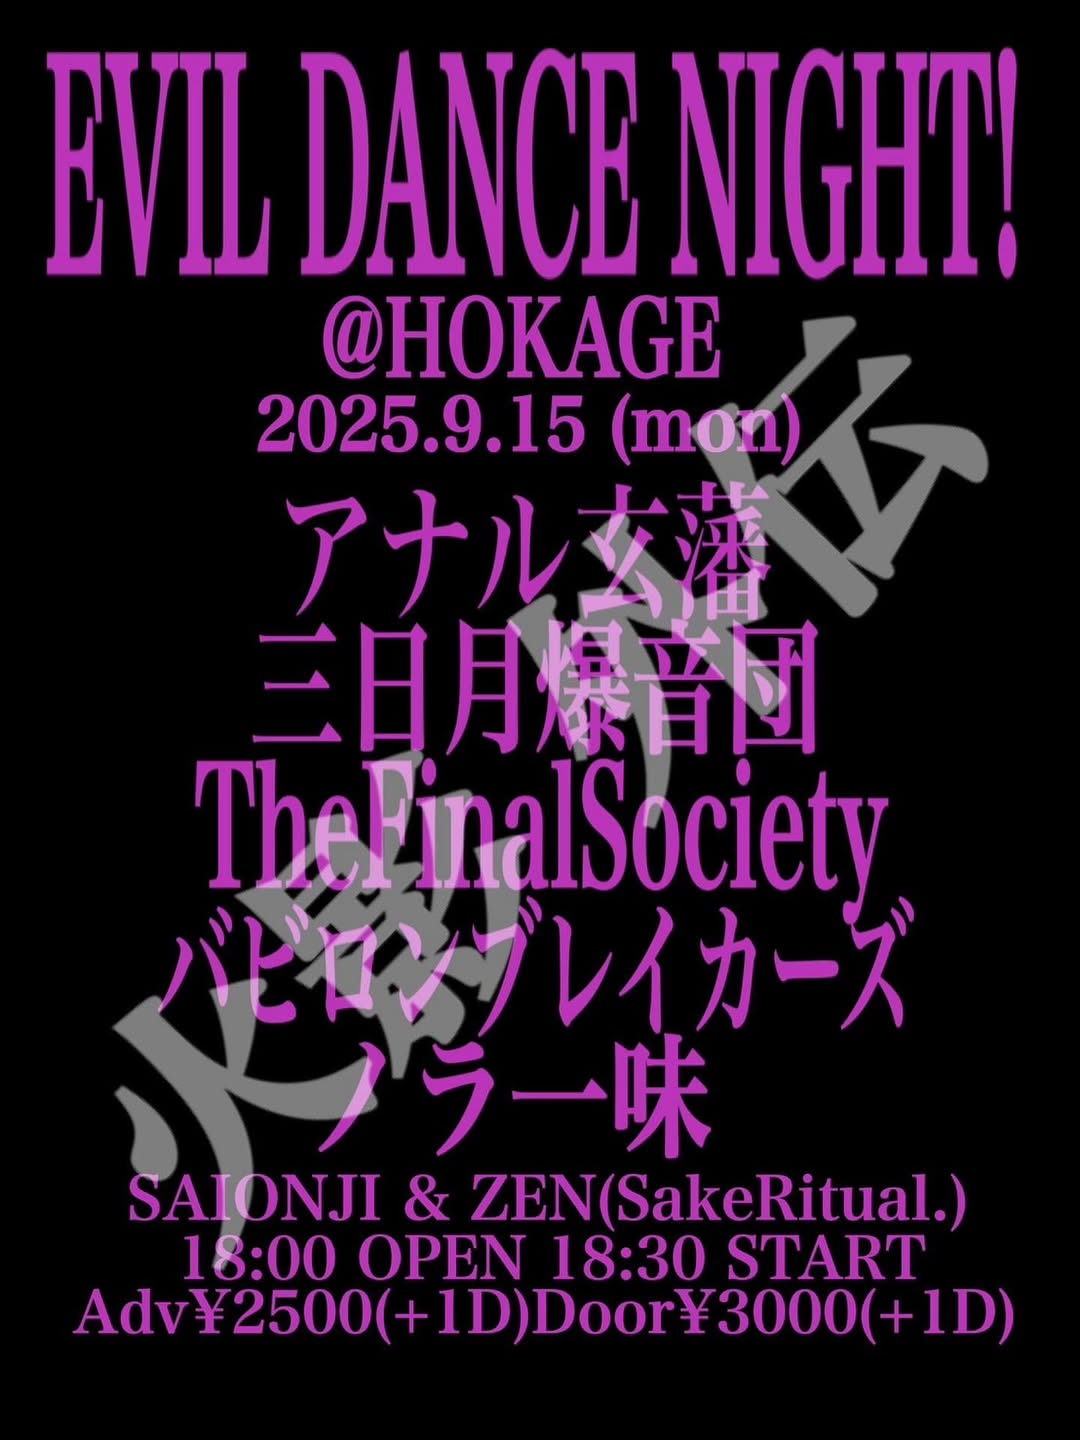 EVIL DANCE NIGHT!
@HOKAGE
2025.9.15 (mon)
アナル玄藩
三日月爆音団
TheFinalSociety
バビロンブレイカーズ
ノラ一味
SAIONJI & ZEN(SakeRitual.)
18:00 OPEN 18:30 START
Adv¥2500(+1D)Door¥3000(+1D)
火影外伝